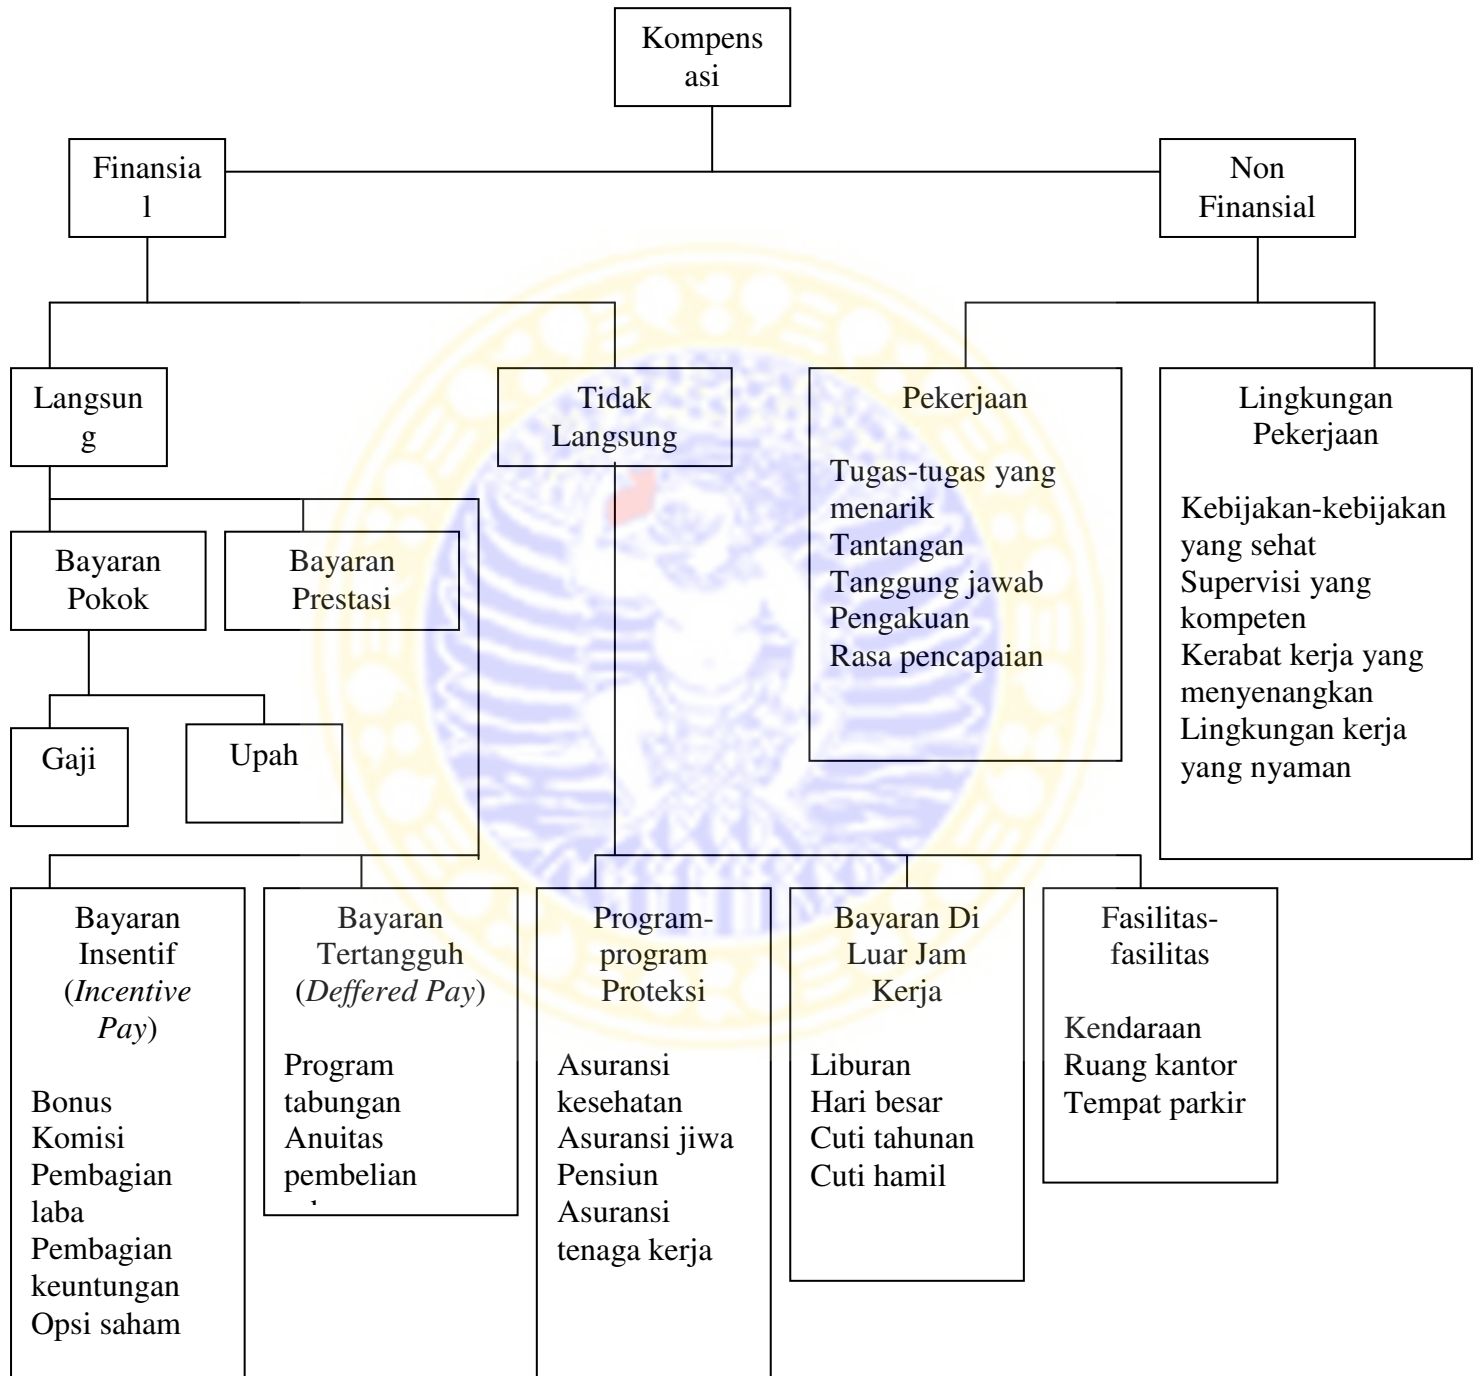 Kompens
asi
Finansia
l
Non
Finansial
Langsun
g
Tidak
Langsung
Pekerjaan
Tugas-tugas yang
menarik
Tantangan
Tanggung jawab
Pengakuan
Rasa pencapaian
Lingkungan
Pekerjaan
Kebijakan-kebijakan
yang sehat
Supervisi yang
kompeten
Kerabat kerja yang
menyenangkan
Lingkungan kerja
yang nyaman
Bayaran
Pokok
Bayaran
Prestasi
Gaji
Upah
Bayaran
Insentif
(Incentive
Pay)
Bonus
Komisi
Pembagian
laba
Pembagian
keuntungan
Opsi saham
Bayaran
Tertangguh
(Deffered Pay)
Program
tabungan
Anuitas
pembelian
Program-
program
Proteksi
Asuransi
kesehatan
Asuransi jiwa
Pensiun
Asuransi
tenaga kerja
Bayaran Di
Luar Jam
Kerja
Liburan
Hari besar
Cuti tahunan
Cuti hamil
Fasilitas-
fasilitas
Kendaraan
Ruang kantor
Tempat parkir